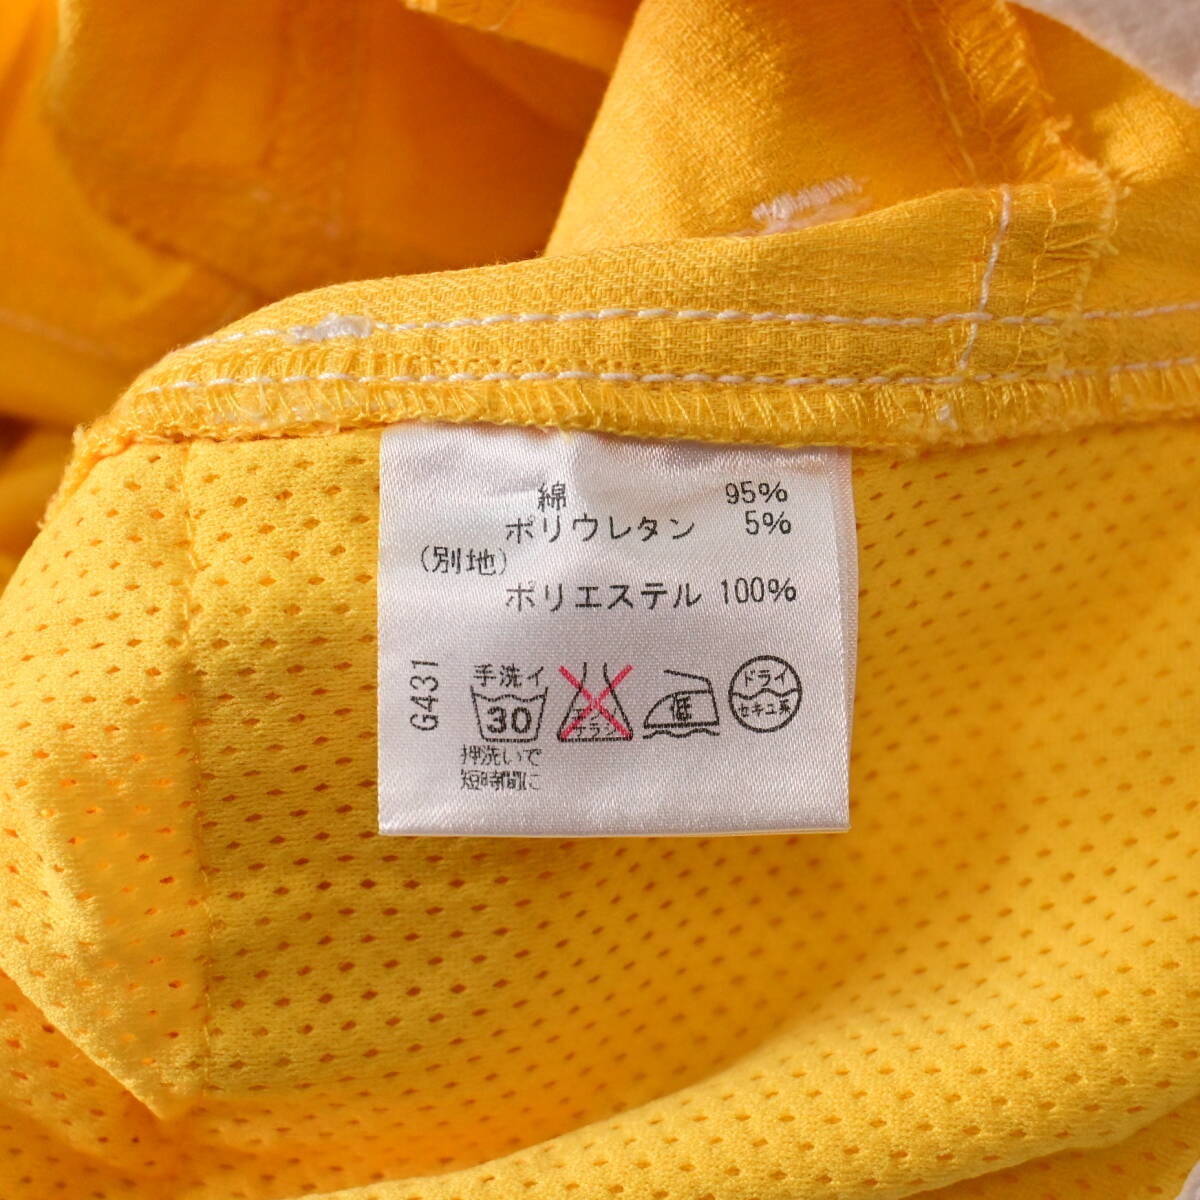 綿 95%
ポリウレタン 5%
(別地)
ポリエステル 100%
G431
手洗イ
30
エンソ
サラシ
低
ドライ
セキユ系
押洗いで
短時間に